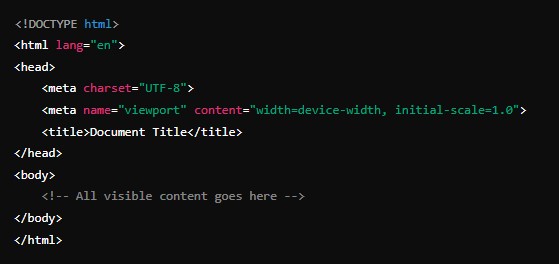 <!DOCTYPE html>
<html lang="en">
<head>
    <meta charset="UTF-8">
    <meta name="viewport" content="width=device-width, initial-scale=1.0">
    <title>Document Title</title>
</head>
<body>
    <!-- All visible content goes here -->
</body>
</html>